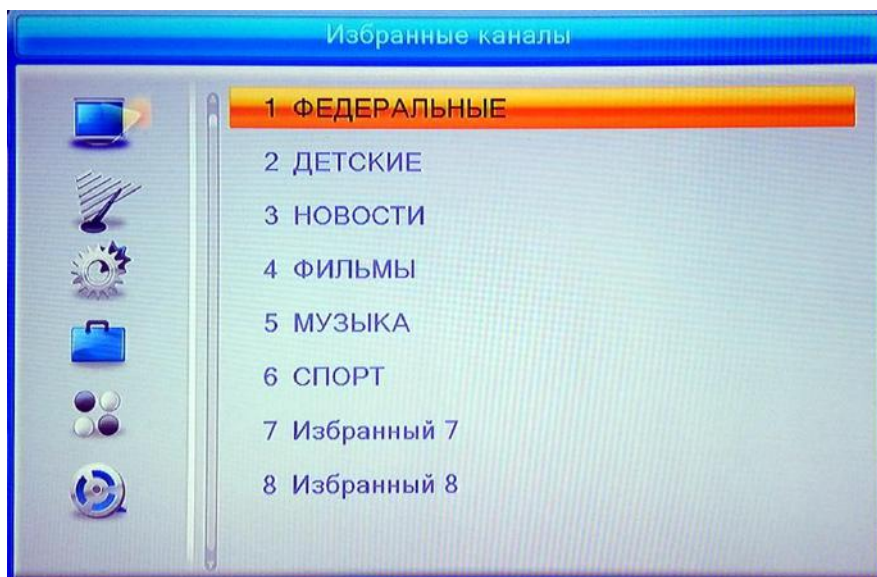 Избранные каналы
1 ФЕДЕРАЛЬНЫЕ
2 ДЕТСКИЕ
3 НОВОСТИ
4 ФИЛЬМЫ
5 МУЗЫКА
6 СПОРТ
7 Избранный 7
8 Избранный 8